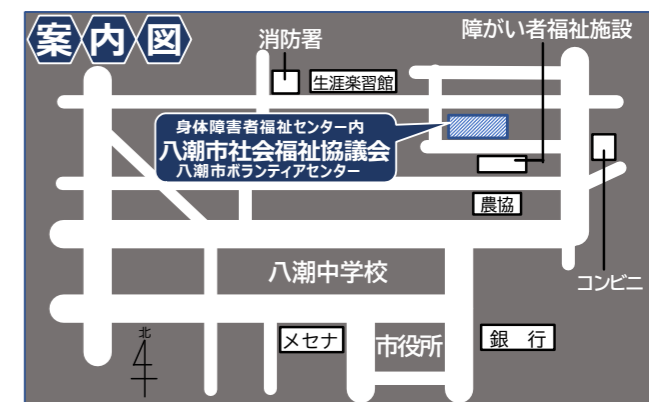 案内図
消防署
障がい者福祉施設
生涯楽習館
身体障害者福祉センター内
八潮市社会福祉協議会
八潮市ボランティアセンター
農協
コンビニ
八潮中学校
北
メセナ
市役所
銀 行